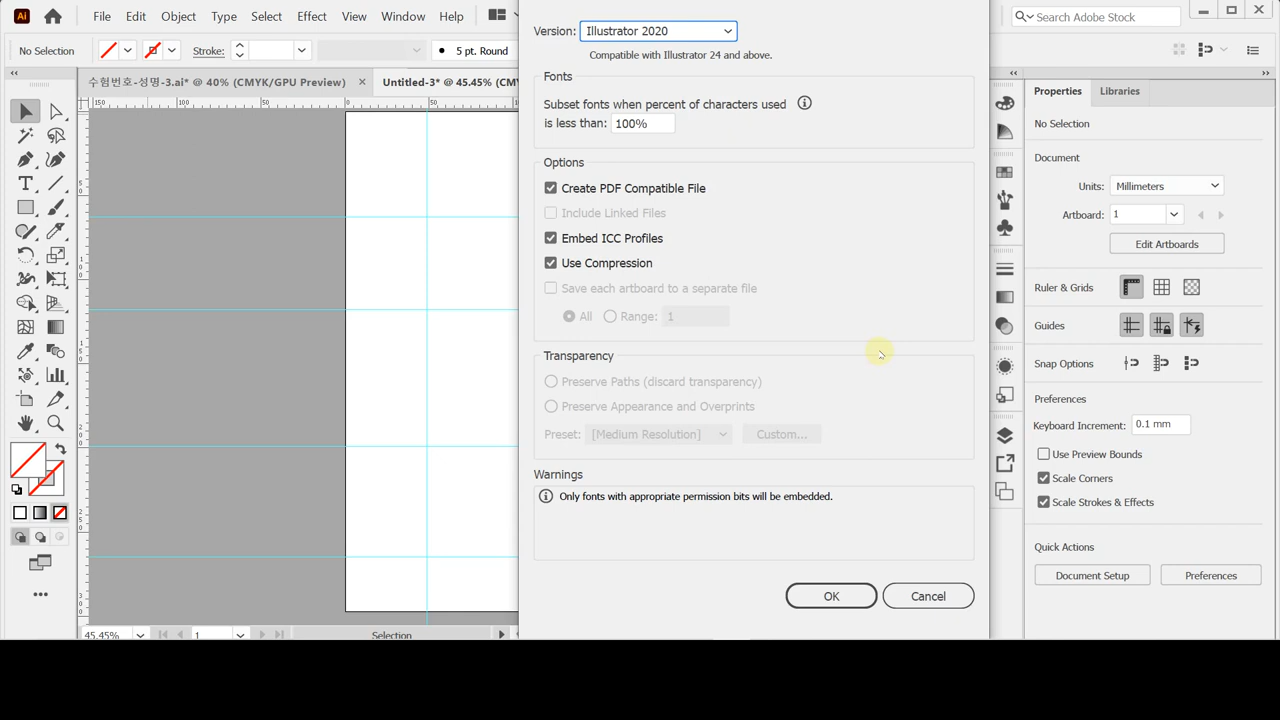 Ai
File Edit Object Type Select Effect View Window Help
Search Adobe Stock
No Selection
Stroke:
5 pt. Round
수험번호-성명-3.ai* @ 40% (CMYK/GPU Preview)
Untitled-3* @ 45.45% (CM
150 100 50 0 50
Version: Illustrator 2020
Compatible with Illustrator 24 and above.
Fonts
Subset fonts when percent of characters used
is less than: 100%
Options
Create PDF Compatible File
Include Linked Files
Embed ICC Profiles
Use Compression
Save each artboard to a separate file
All
Range: 1
Transparency
Preserve Paths (discard transparency)
Preserve Appearance and Overprints
Preset: [Medium Resolution]
Custom...
Warnings
Only fonts with appropriate permission bits will be embedded.
OK
Cancel
Properties
Libraries
No Selection
Document
Units: Millimeters
Artboard: 1
Edit Artboards
Ruler & Grids
Guides
Snap Options
Preferences
Keyboard Increment: 0.1 mm
Use Preview Bounds
Scale Corners
Scale Strokes & Effects
Quick Actions
Document Setup
Preferences
45.45%
1
Selection